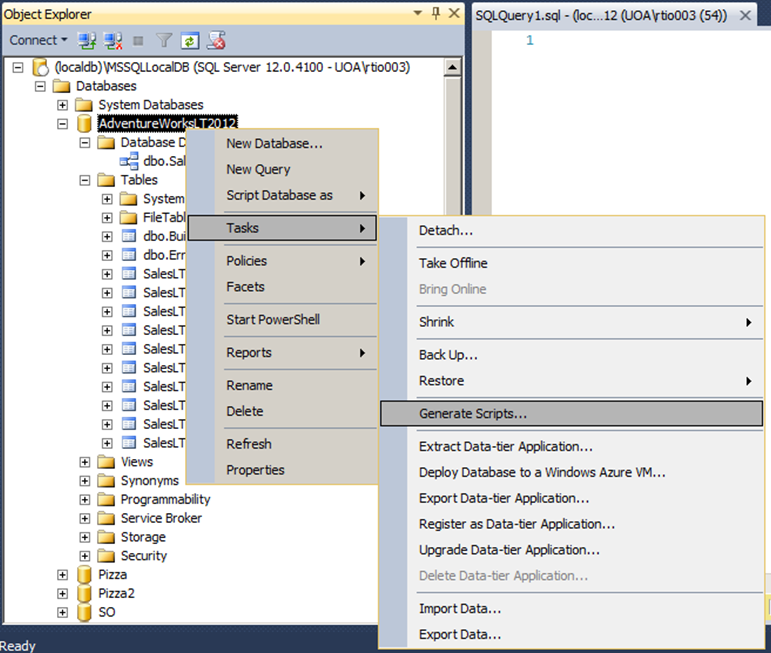 Object Explorer
Connect
(localdb)\MSSQLLocalDB (SQL Server 12.0.4100 - UOA\rtio003)
Databases
System Databases
AdventureWorksLT2012
Database D
dbo.Sal
Tables
System
FileTabl
dbo.Bui
dbo.Err
SalesLT
SalesLT
SalesLT
SalesLT
SalesLT
SalesLT
SalesLT
SalesLT
SalesLT
SalesLT
Views
Synonyms
Programmability
Service Broker
Storage
Security
Pizza
Pizza2
SO
Ready
New Database...
New Query
Script Database as
Tasks
Policies
Facets
Start PowerShell
Reports
Rename
Delete
Refresh
Properties
SQLQuery1.sql - (loc...12 (UOA\rtio003 (54))
1
Detach...
Take Offline
Bring Online
Shrink
Back Up...
Restore
Generate Scripts...
Extract Data-tier Application...
Deploy Database to a Windows Azure VM...
Export Data-tier Application...
Register as Data-tier Application...
Upgrade Data-tier Application...
Delete Data-tier Application...
Import Data...
Export Data...